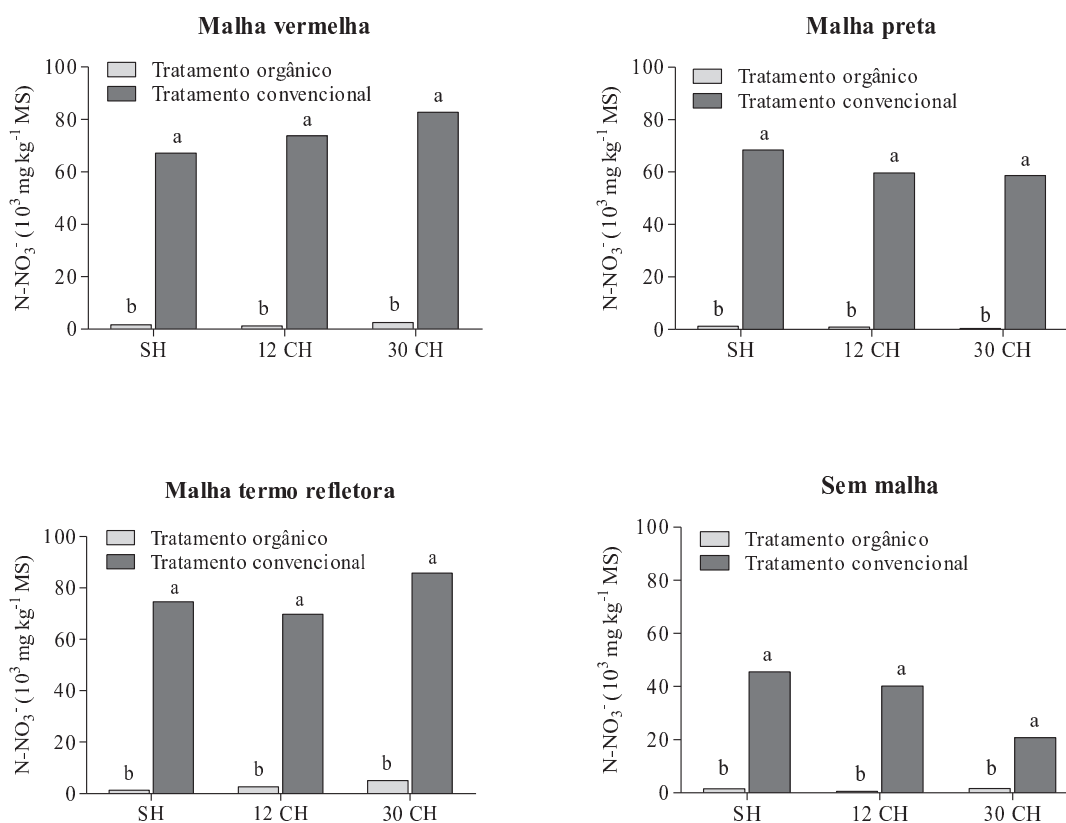 Malha vermelha
N-NO₃⁻ (10³ mg kg⁻¹ MS)
100
80
60
40
20
0
Tratamento orgânico
Tratamento convencional
b
a
b
a
b
a
SH
12 CH
30 CH
Malha preta
N-NO₃⁻ (10³ mg kg⁻¹ MS)
100
80
60
40
20
0
Tratamento orgânico
Tratamento convencional
b
a
b
a
b
a
SH
12 CH
30 CH
Malha termo refletora
N-NO₃⁻ (10³ mg kg⁻¹ MS)
100
80
60
40
20
0
Tratamento orgânico
Tratamento convencional
b
a
b
a
b
a
SH
12 CH
30 CH
Sem malha
N-NO₃⁻ (10³ mg kg⁻¹ MS)
100
80
60
40
20
0
Tratamento orgânico
Tratamento convencional
b
a
b
a
b
a
SH
12 CH
30 CH